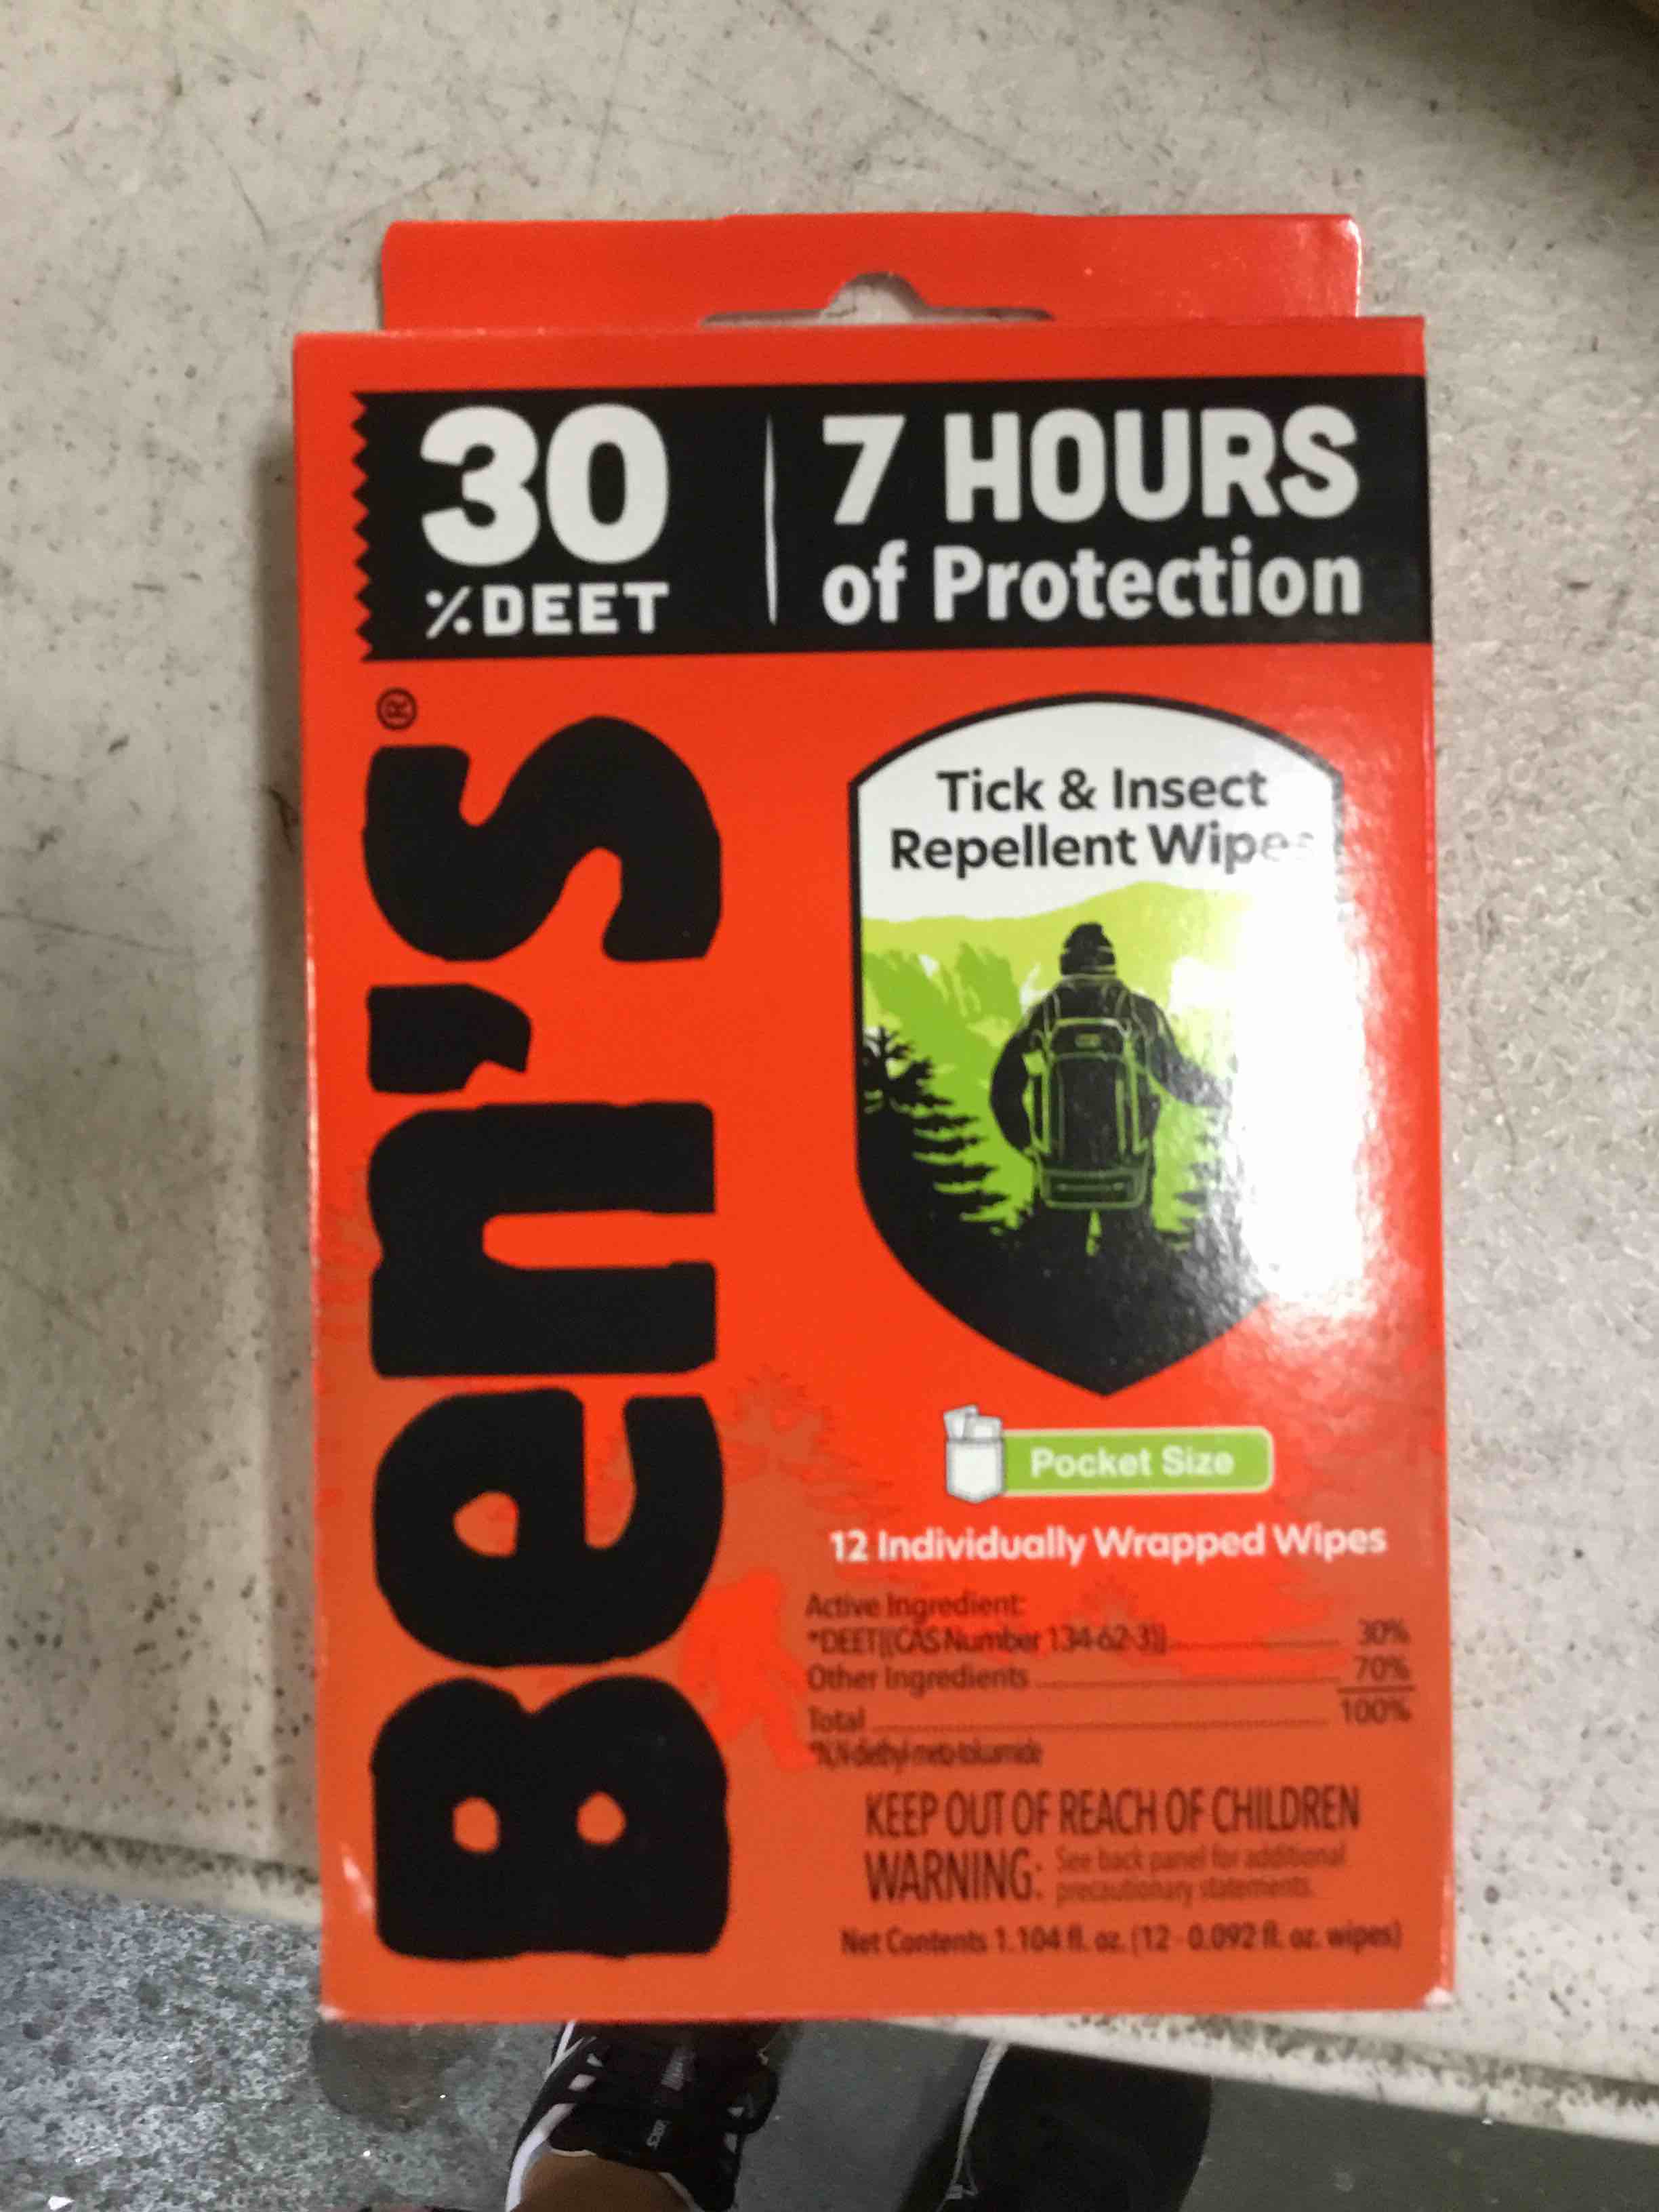 30
% DEET
7 HOURS
of Protection
Ben's®
Tick & Insect
Repellent Wipes
Pocket Size
12 Individually Wrapped Wipes
Active Ingredient:
*DEET [(CAS Number 134-62-3)] 30%
Other Ingredients 70%
Total 100%
*N,N-diethyl-meta-toluamide
KEEP OUT OF REACH OF CHILDREN
WARNING: See back panel for additional
precautionary statements.
Net Contents 1.104 fl. oz. (12 - 0.092 fl. oz. wipes)